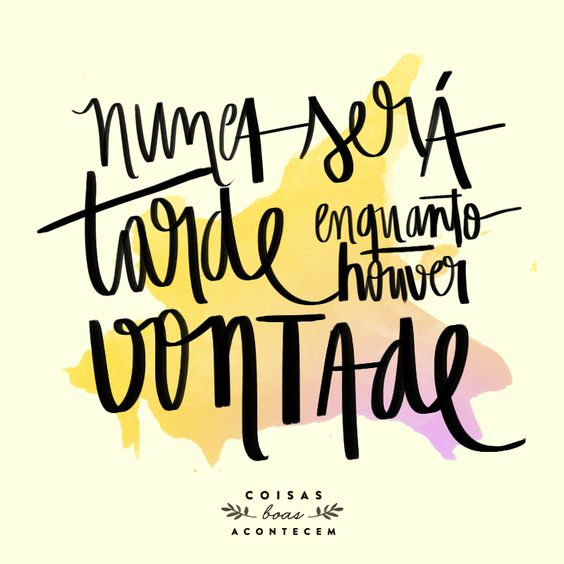 nunca será
tarde enquanto
houver
vontade
COISAS
boas
ACONTECEM